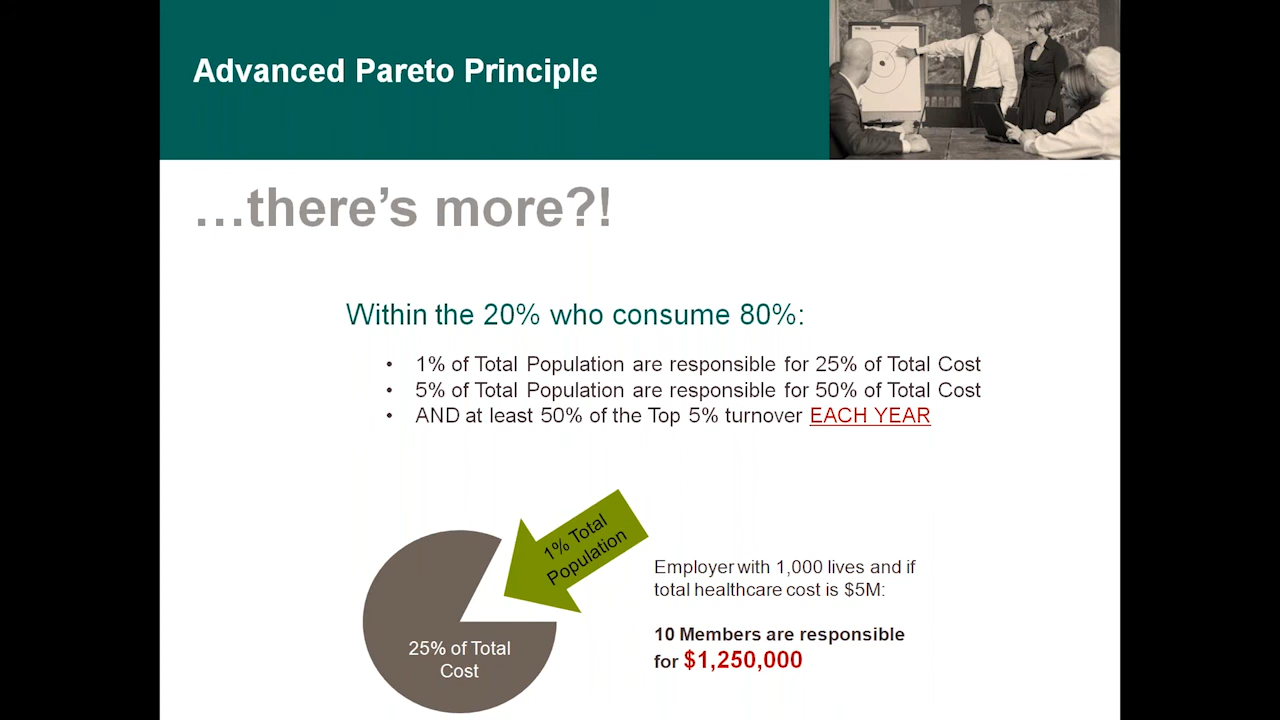 Advanced Pareto Principle
…there’s more?!
Within the 20% who consume 80%:
• 1% of Total Population are responsible for 25% of Total Cost
• 5% of Total Population are responsible for 50% of Total Cost
• AND at least 50% of the Top 5% turnover EACH YEAR
1% Total
Population
25% of Total
Cost
Employer with 1,000 lives and if
total healthcare cost is $5M:
10 Members are responsible
for $1,250,000